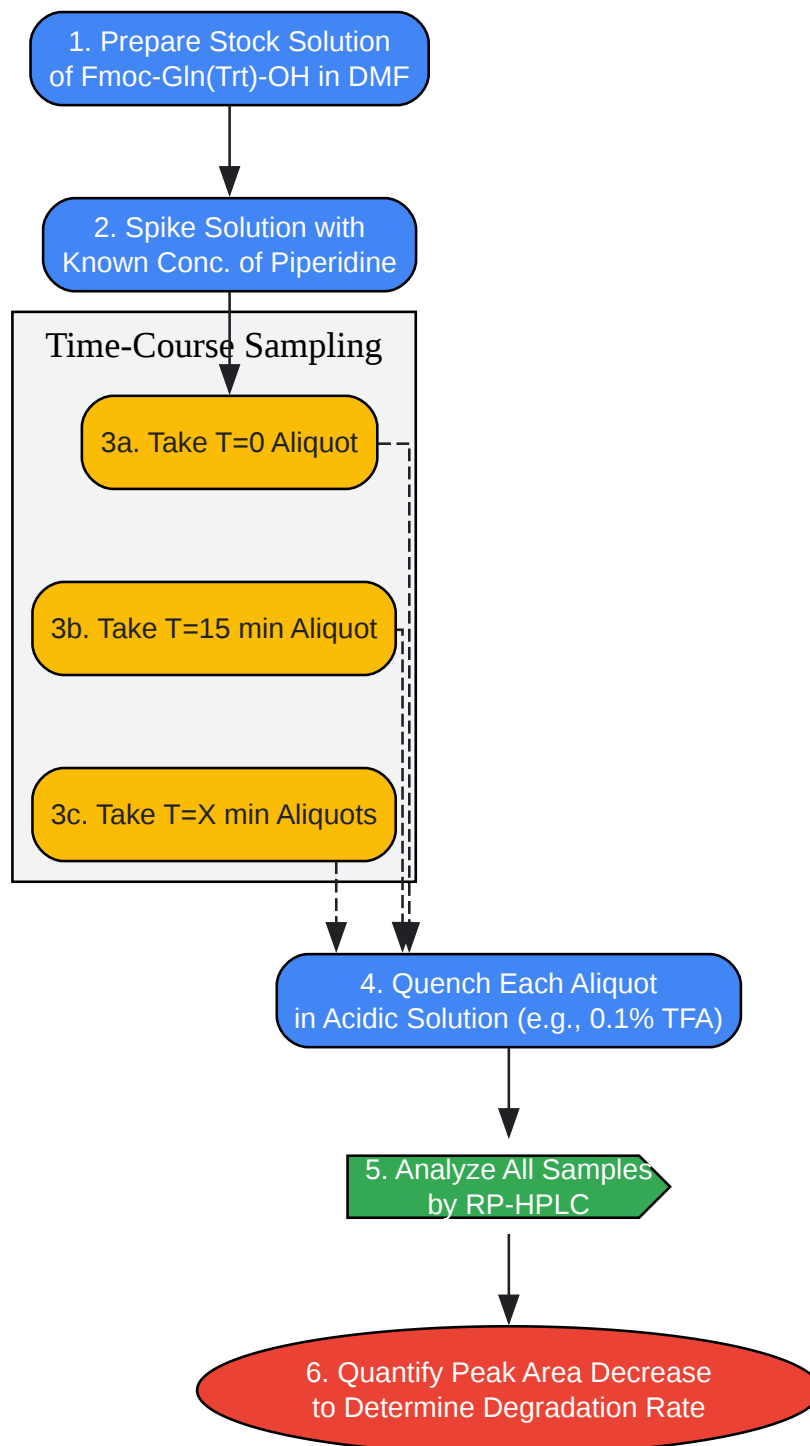 1. Prepare Stock Solution
of Fmoc-Gln(Trt)-OH in DMF
2. Spike Solution with
Known Conc. of Piperidine
Time-Course Sampling
3a. Take T=0 Aliquot
3b. Take T=15 min Aliquot
3c. Take T=X min Aliquots
4. Quench Each Aliquot
in Acidic Solution (e.g., 0.1% TFA)
5. Analyze All Samples
by RP-HPLC
6. Quantify Peak Area Decrease
to Determine Degradation Rate